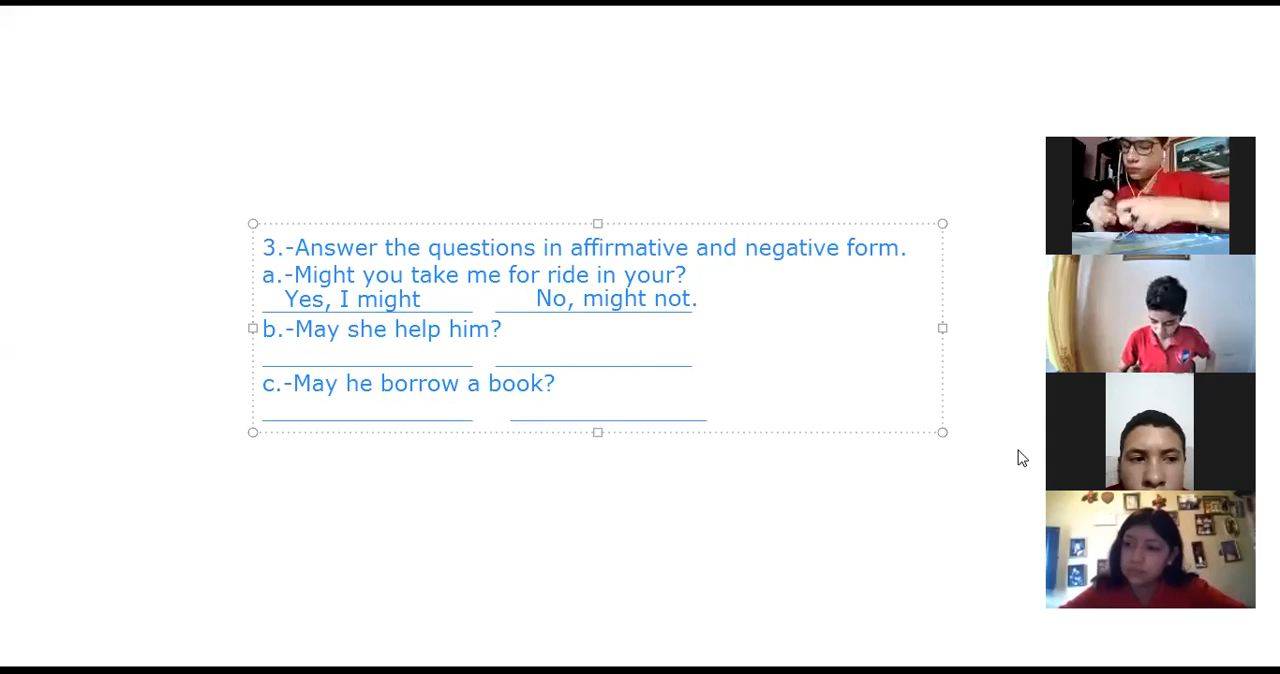 3.-Answer the questions in affirmative and negative form.
a.-Might you take me for ride in your?
Yes, I might No, might not.
b.-May she help him?
c.-May he borrow a book?